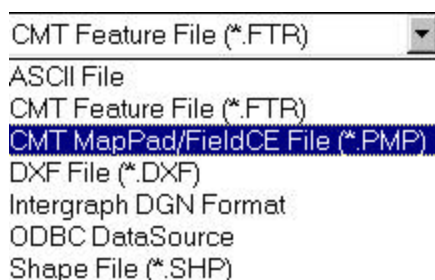 CMT Feature File (*.FTR)
ASCII File
CMT Feature File (*.FTR)
CMT MapPad/FieldCE File (*.PMP)
DXF File (*.DXF)
Intergraph DGN Format
ODBC DataSource
Shape File (*.SHP)